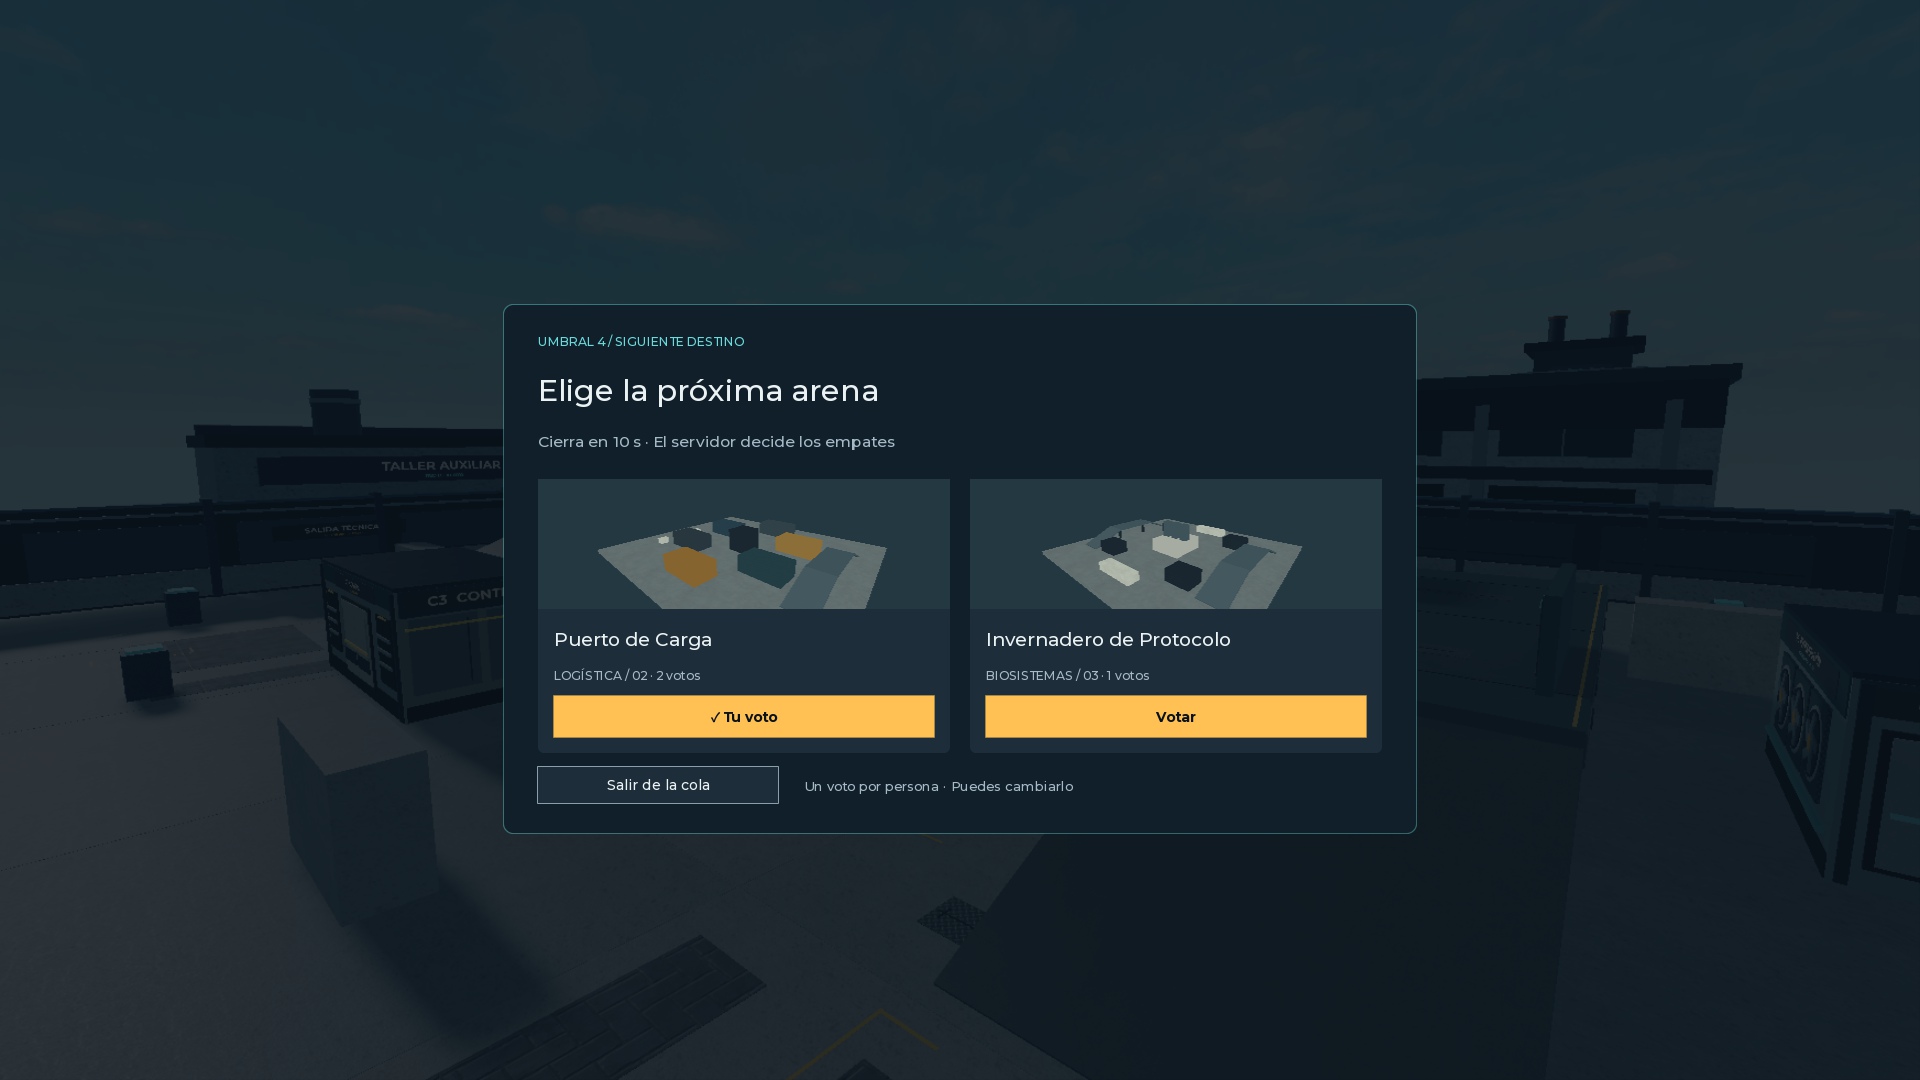 UMBRAL 4 / SIGUIENTE DESTINO
Elige la próxima arena
Cierra en 10 s · El servidor decide los empates
TALLER AUXILIAR
SALIDA TECNICA
C3 CONT
Puerto de Carga
LOGÍSTICA / 02 · 2 votos
✓ Tu voto
Invernadero de Protocolo
BIOSISTEMAS / 03 · 1 votos
Votar
Salir de la cola
Un voto por persona · Puedes cambiarlo